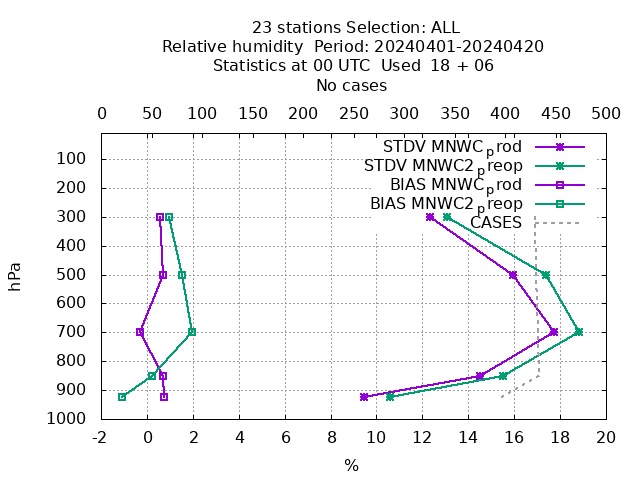 23 stations Selection: ALL
Relative humidity  Period: 20240401-20240420
Statistics at 00 UTC  Used  18 + 06
No cases
0 50 100 150 200 250 300 350 400 450 500
STDV MNWC_prod
STDV MNWC2_preop
BIAS MNWC_prod
BIAS MNWC2_preop
CASES
100
200
300
400
500
600
700
800
900
1000
hPa
-2 0 2 4 6 8 10 12 14 16 18 20
%